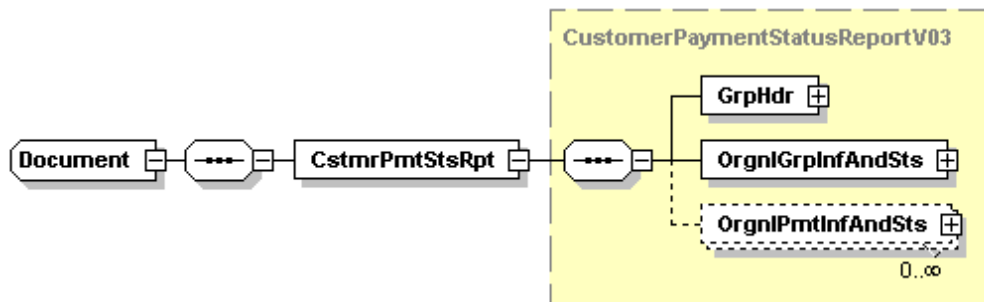 CustomerPaymentStatusReportV03
GrpHdr
Document
CstmrPmtStsRpt
OrgnlGrpInfAndSts
OrgnlPmtInfAndSts
0..∞